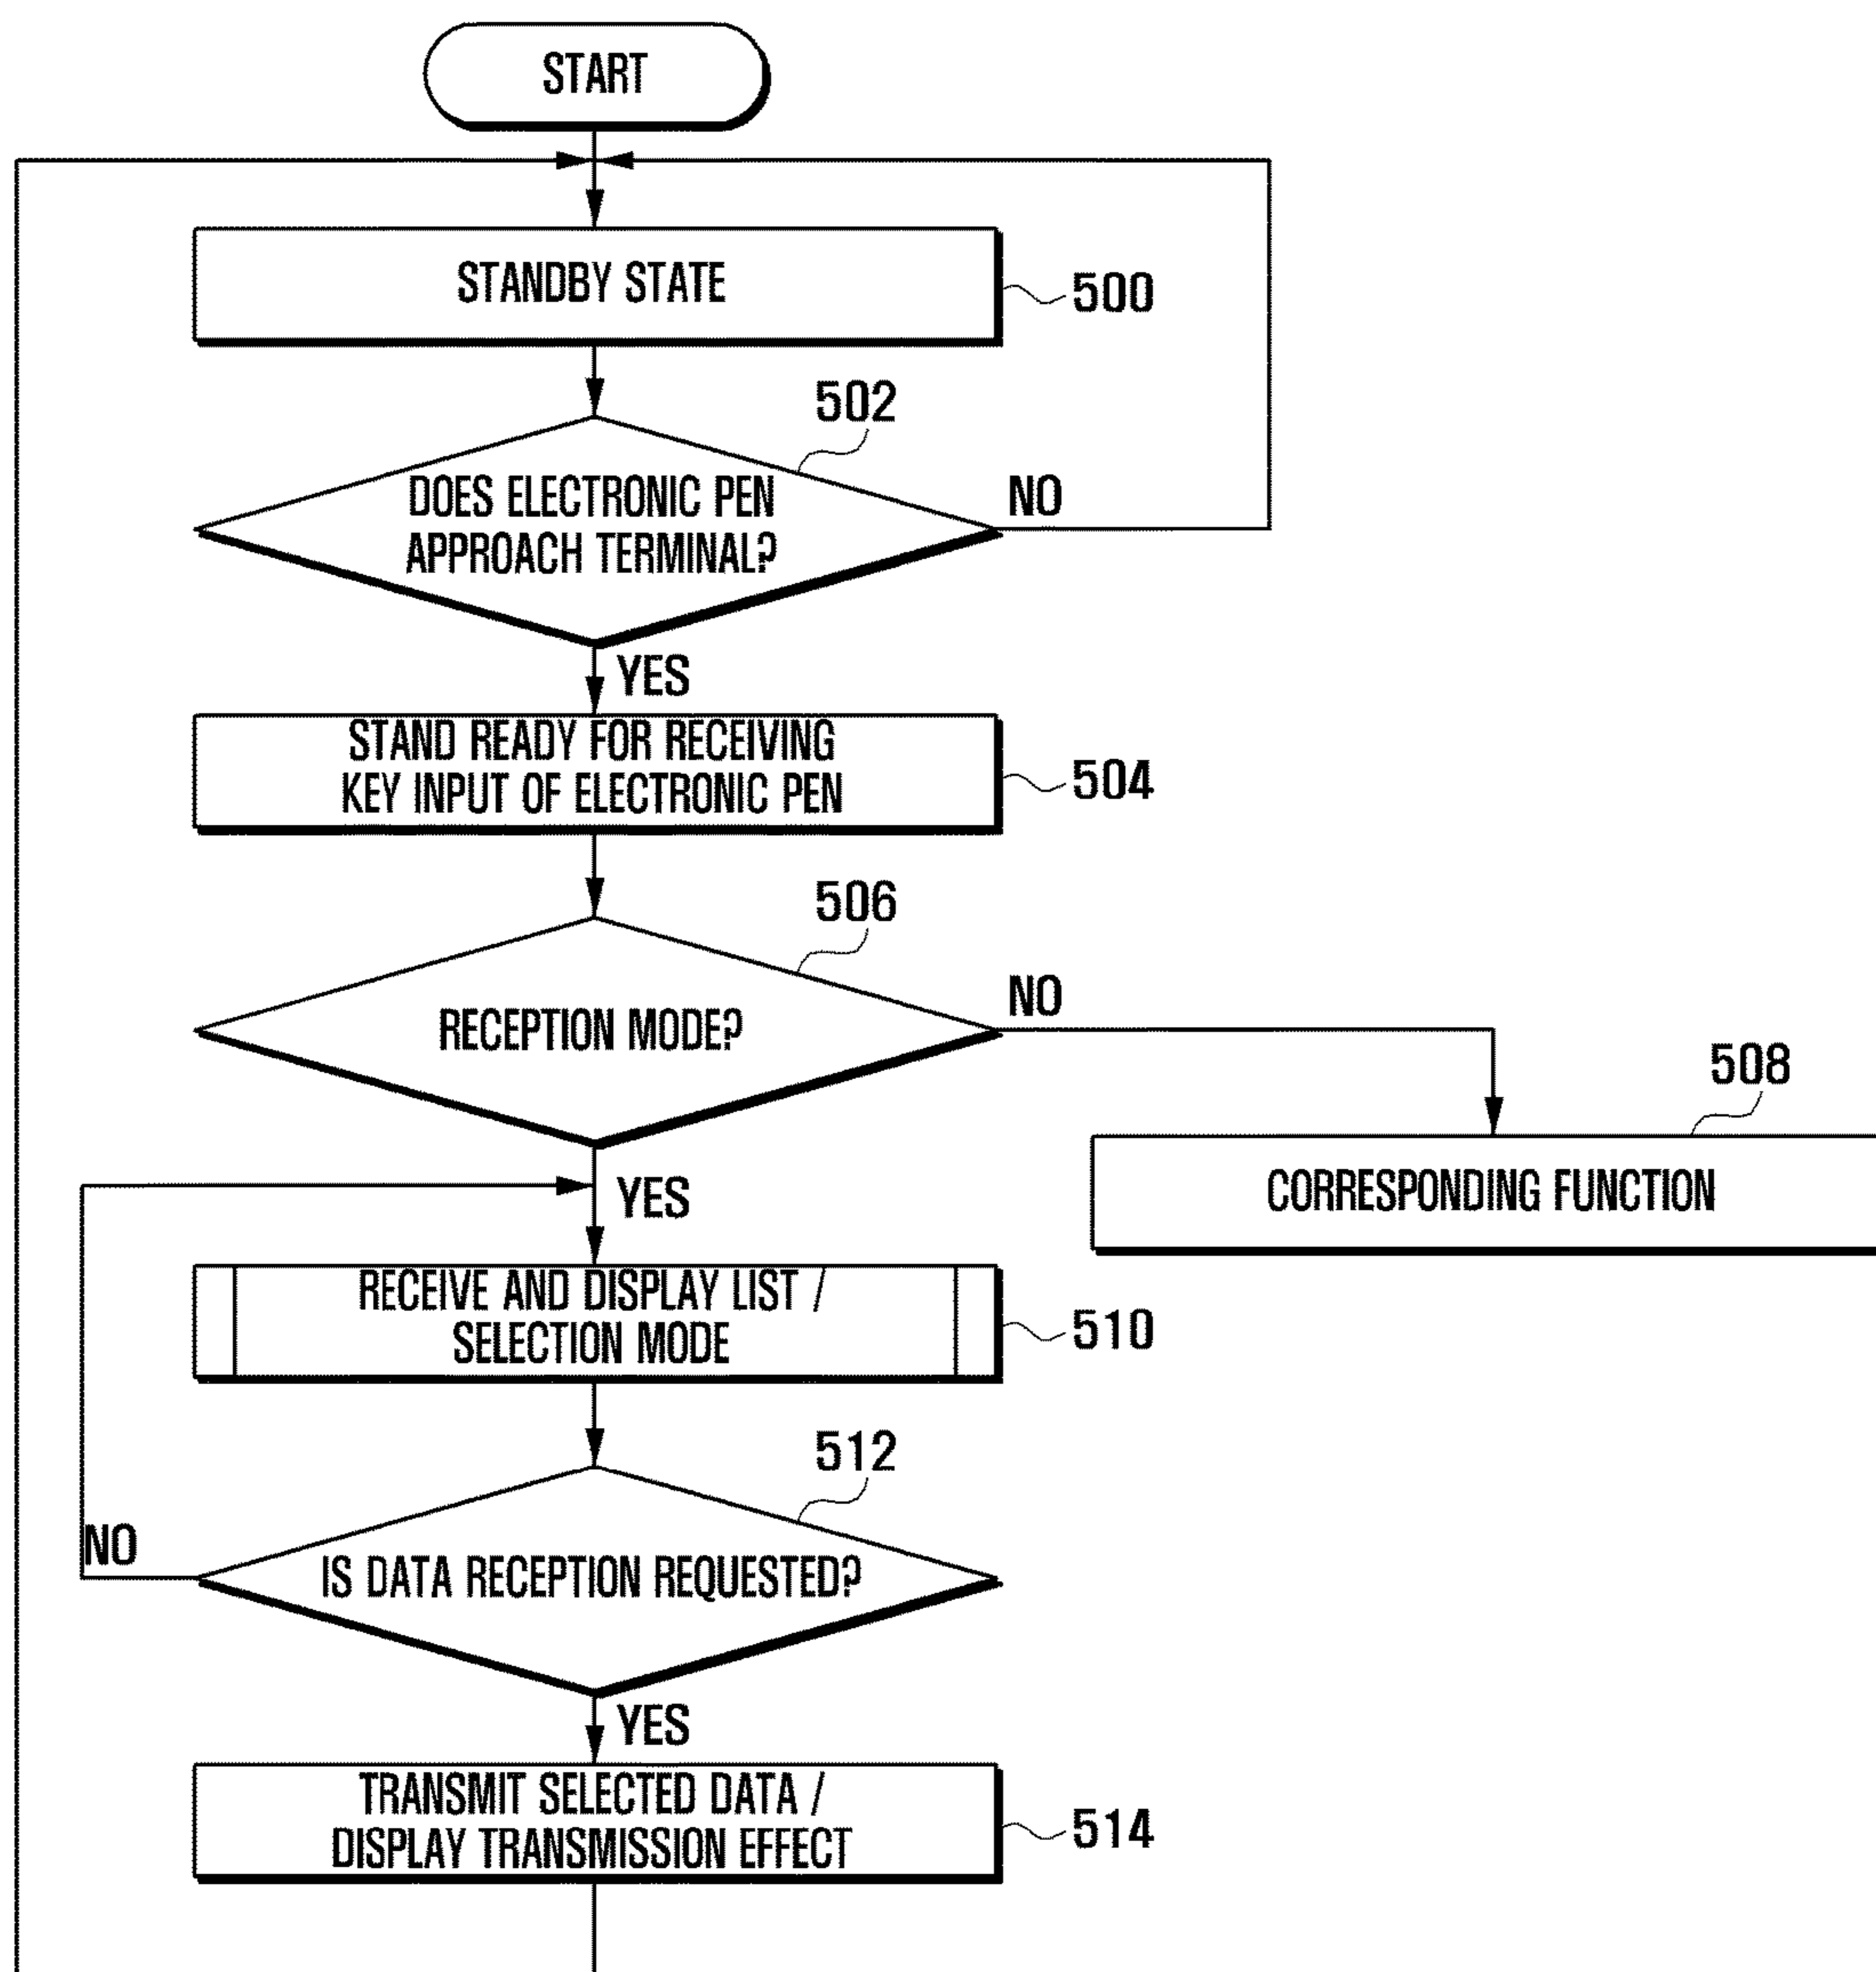 START
STANDBY STATE
500
502
DOES ELECTRONIC PEN
APPROACH TERMINAL?
NO
YES
STAND READY FOR RECEIVING
KEY INPUT OF ELECTRONIC PEN
504
506
RECEPTION MODE?
NO
508
CORRESPONDING FUNCTION
YES
RECEIVE AND DISPLAY LIST /
SELECTION MODE
510
512
NO
IS DATA RECEPTION REQUESTED?
YES
TRANSMIT SELECTED DATA /
DISPLAY TRANSMISSION EFFECT
514